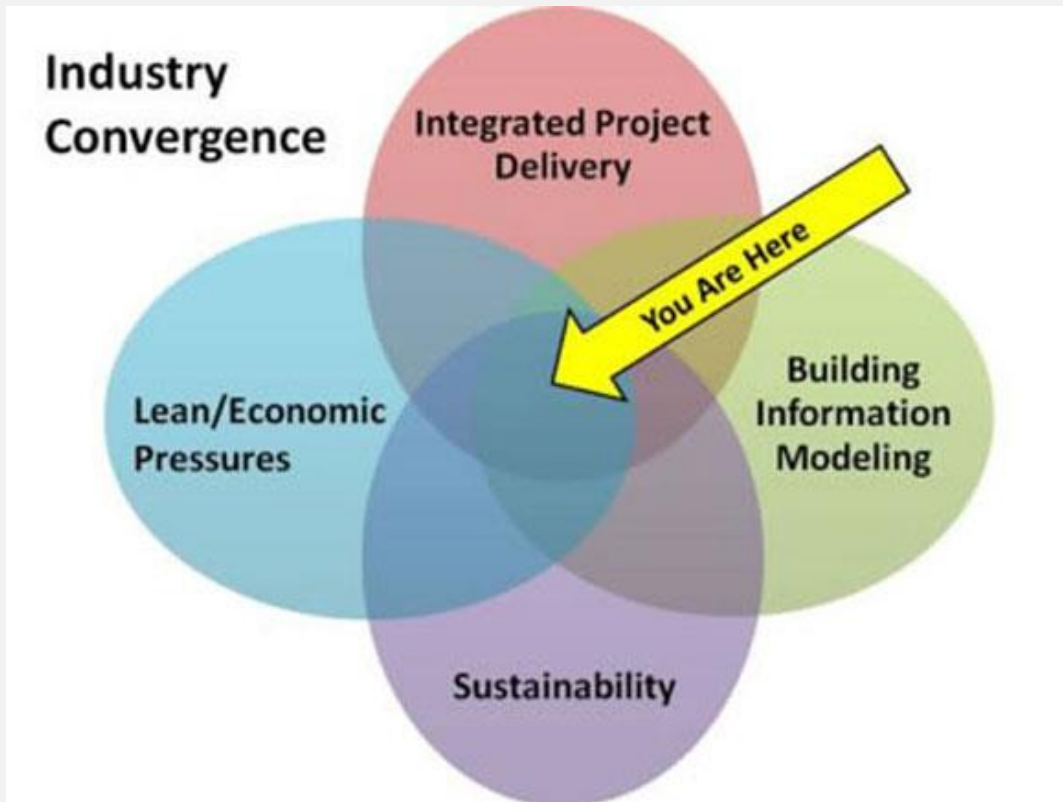 Industry
Convergence
Integrated Project
Delivery
You Are Here
Building
Information
Modeling
Lean/Economic
Pressures
Sustainability